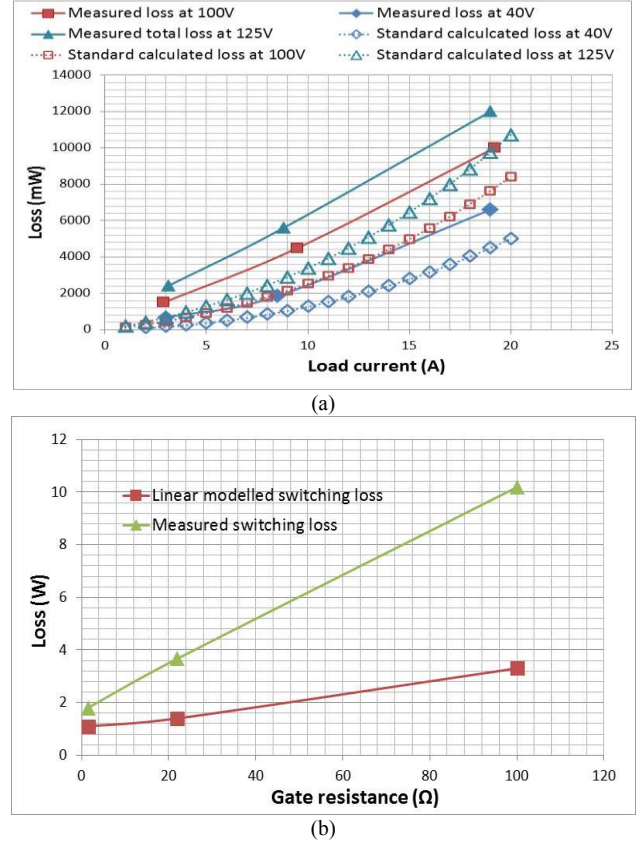 Measured loss at 100V
Measured loss at 40V
Measured total loss at 125V
Standard calculcated loss at 40V
Standard calculated loss at 100V
Standard calculated loss at 125V
14000
12000
10000
8000
6000
4000
2000
0
Loss (mW)
0 5 10 15 20 25
Load current (A)
(a)
12
10
8
6
4
2
0
Loss (W)
Linear modelled switching loss
Measured switching loss
0 20 40 60 80 100 120
Gate resistance (Ω)
(b)